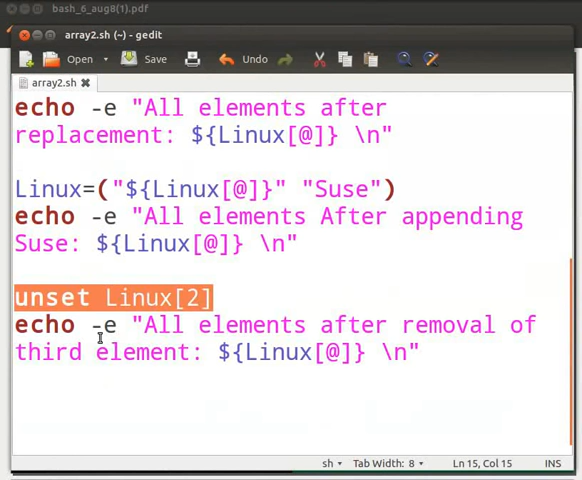 bash_6_aug8(1).pdf
array2.sh (~) - gedit
Open Save Undo
array2.sh
echo -e "All elements after
replacement: ${Linux[@]} \n"
Linux=("${Linux[@]}" "Suse")
echo -e "All elements After appending
Suse: ${Linux[@]} \n"
unset Linux[2]
echo -e "All elements after removal of
third element: ${Linux[@]} \n"
sh Tab Width: 8 Ln 15, Col 15 INS